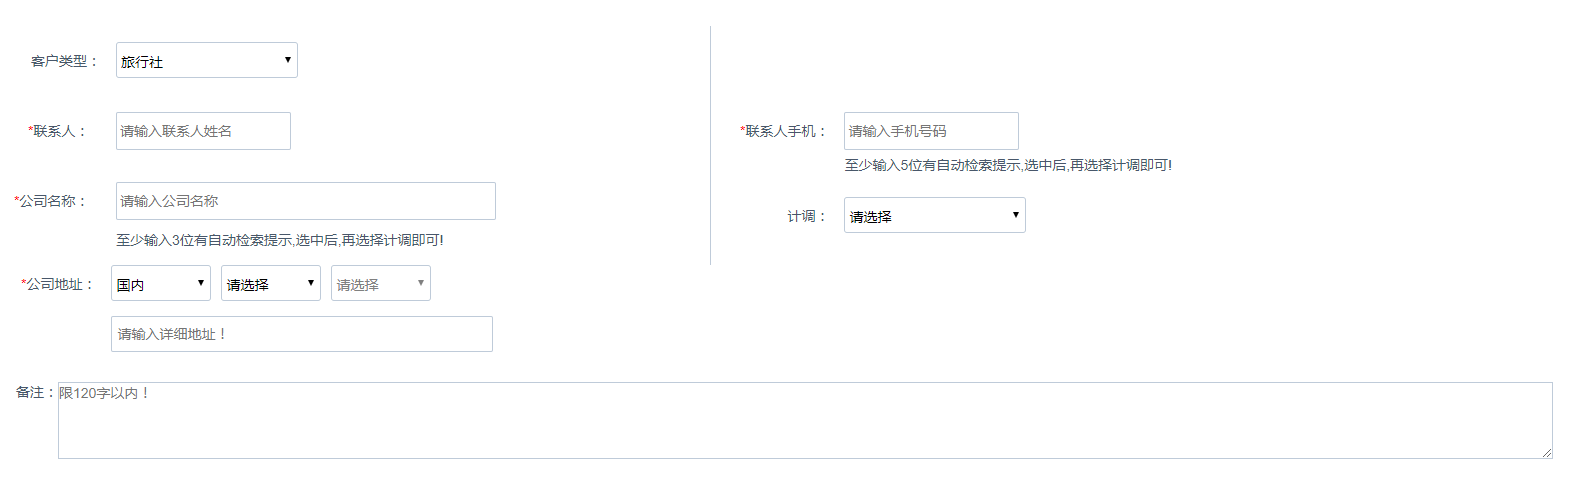 客户类型： 旅行社
*联系人： 请输入联系人姓名
*联系人手机： 请输入手机号码
至少输入5位有自动检索提示,选中后,再选择计调即可!
*公司名称： 请输入公司名称
计调： 请选择
至少输入3位有自动检索提示,选中后,再选择计调即可!
*公司地址： 国内 请选择 请选择
请输入详细地址！
备注： 限120字以内！